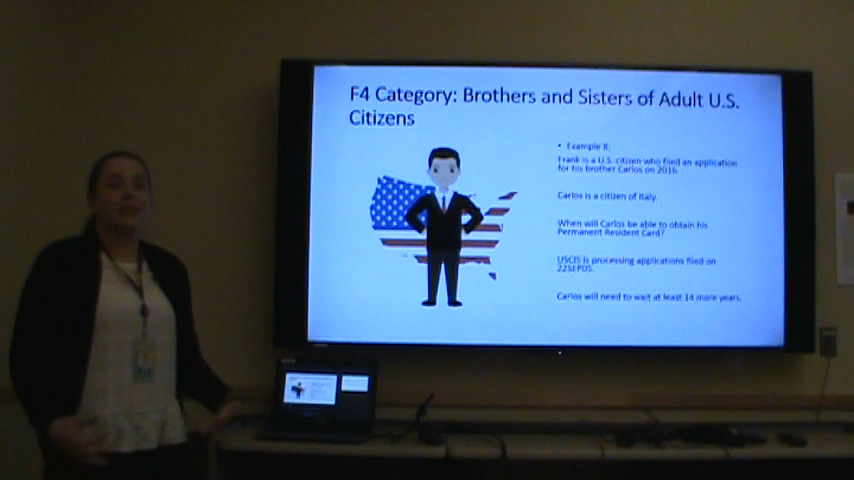 F4 Category: Brothers and Sisters of Adult U.S.
Citizens
• Example 8:
Frank is a U.S. citizen who filed an application
for his brother Carlos on 2016.
Carlos is a citizen of Italy.
When will Carlos be able to obtain his
Permanent Resident Card?
USCIS is processing applications filed on
22SEP05.
Carlos will need to wait at least 14 more years.